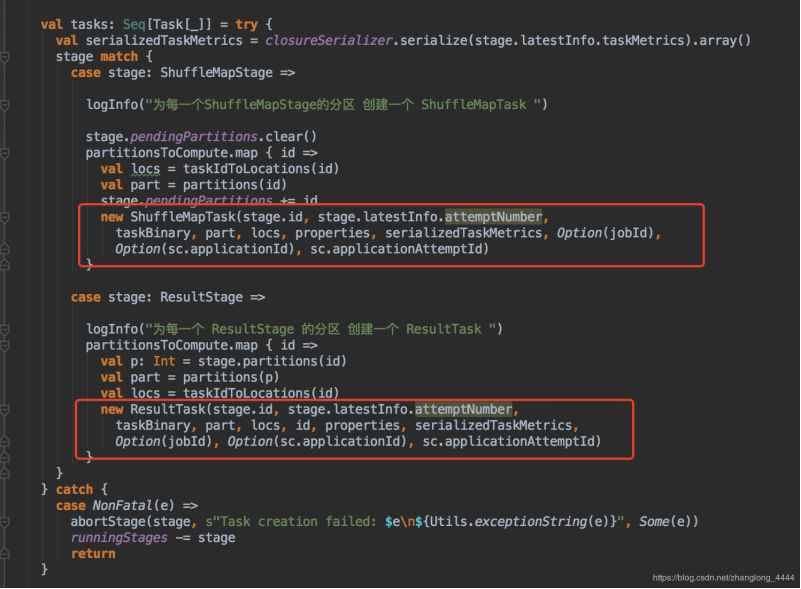 val tasks: Seq[Task[_]] = try {
val serializedTaskMetrics = closureSerializer.serialize(stage.latestInfo.taskMetrics).array()
stage match {
case stage: ShuffleMapStage =>
logInfo("为每一个ShuffleMapStage的分区 创建一个 ShuffleMapTask ")
stage.pendingPartitions.clear()
partitionsToCompute.map { id =>
val locs = taskIdToLocations(id)
val part = partitions(id)
stage.pendingPartitions += id
new ShuffleMapTask(stage.id, stage.latestInfo.attemptNumber,
taskBinary, part, locs, properties, serializedTaskMetrics, Option(jobId),
Option(sc.applicationId), sc.applicationAttemptId)
}
case stage: ResultStage =>
logInfo("为每一个 ResultStage 的分区 创建一个 ResultTask ")
partitionsToCompute.map { id =>
val p: Int = stage.partitions(id)
val part = partitions(p)
val locs = taskIdToLocations(id)
new ResultTask(stage.id, stage.latestInfo.attemptNumber,
taskBinary, part, locs, id, properties, serializedTaskMetrics,
Option(jobId), Option(sc.applicationId), sc.applicationAttemptId)
}
}
} catch {
case NonFatal(e) =>
abortStage(stage, s"Task creation failed: $e\n${Utils.exceptionString(e)}", Some(e))
runningStages -= stage
return
}
https://blog.csdn.net/zhanglong_4444